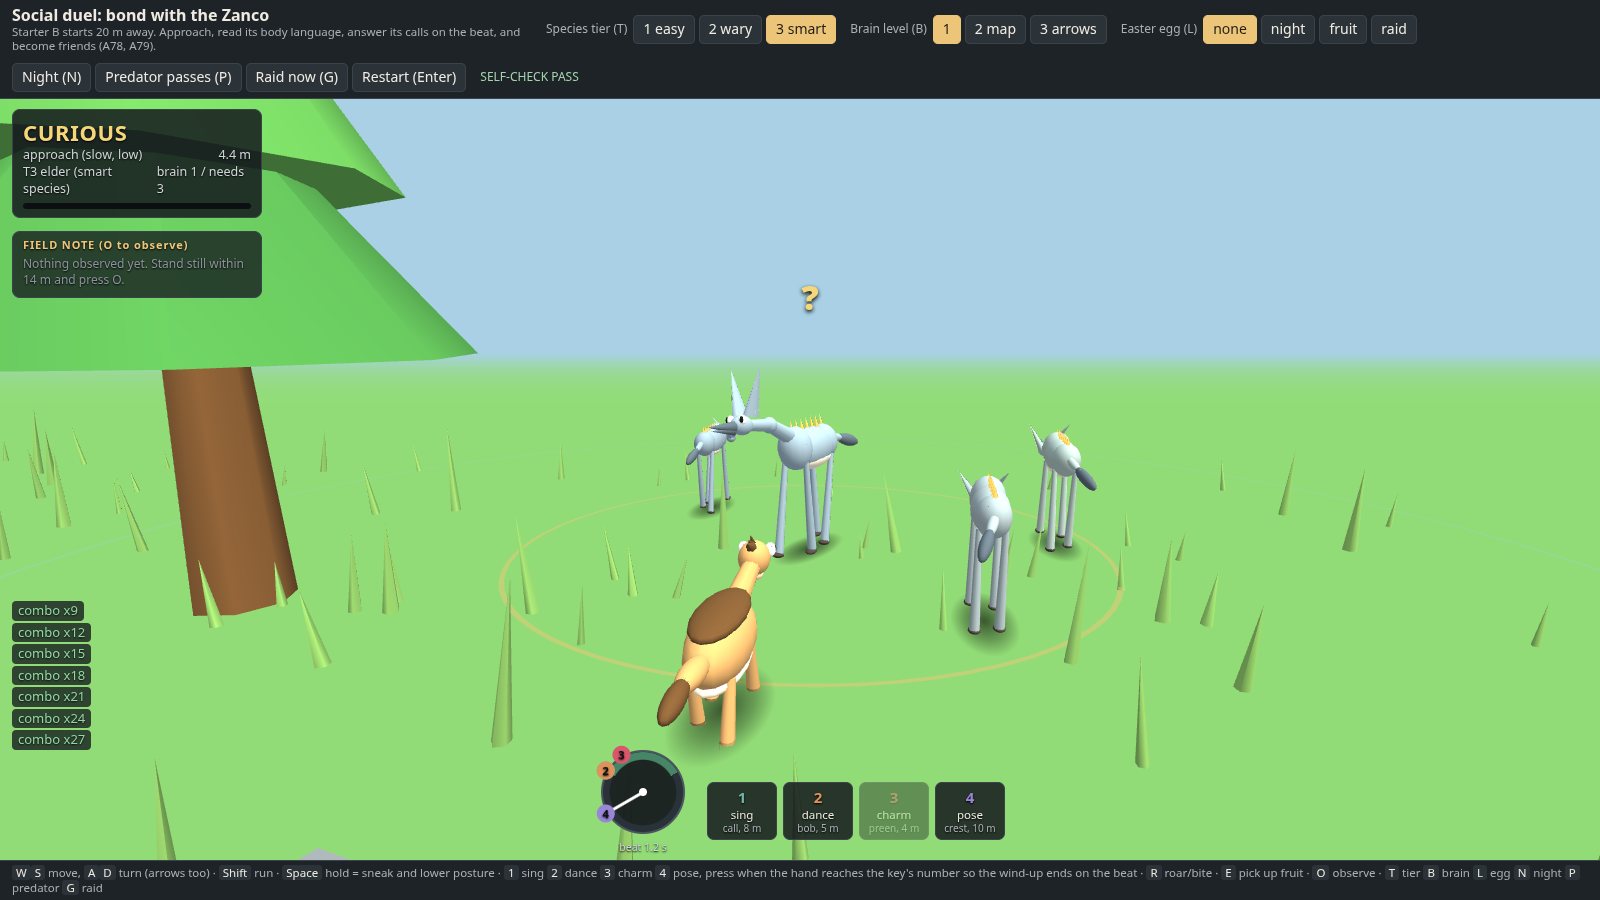 Social duel: bond with the Zanco
Starter B starts 20 m away. Approach, read its body language, answer its calls on the beat, and
become friends (A78, A79).
Species tier (T) 1 easy 2 wary 3 smart Brain level (B) 1 2 map 3 arrows Easter egg (L) none night fruit raid
Night (N) Predator passes (P) Raid now (G) Restart (Enter) SELF-CHECK PASS
CURIOUS
approach (slow, low) 4.4 m
T3 elder (smart species) brain 1 / needs 3
FIELD NOTE (O to observe)
Nothing observed yet. Stand still within
14 m and press O.
?
combo x9
combo x12
combo x15
combo x18
combo x21
combo x24
combo x27
3
2
4
beat 1.2 s
1 2 3 4
sing dance charm pose
call, 8 m bob, 5 m preen, 4 m crest, 10 m
W S move, A D turn (arrows too) · Shift run · Space hold = sneak and lower posture · 1 sing 2 dance 3 charm 4 pose, press when the hand reaches the key's number so the wind-up ends on the beat · R roar/bite · E pick up fruit · O observe · T tier B brain L egg N night P
predator G raid